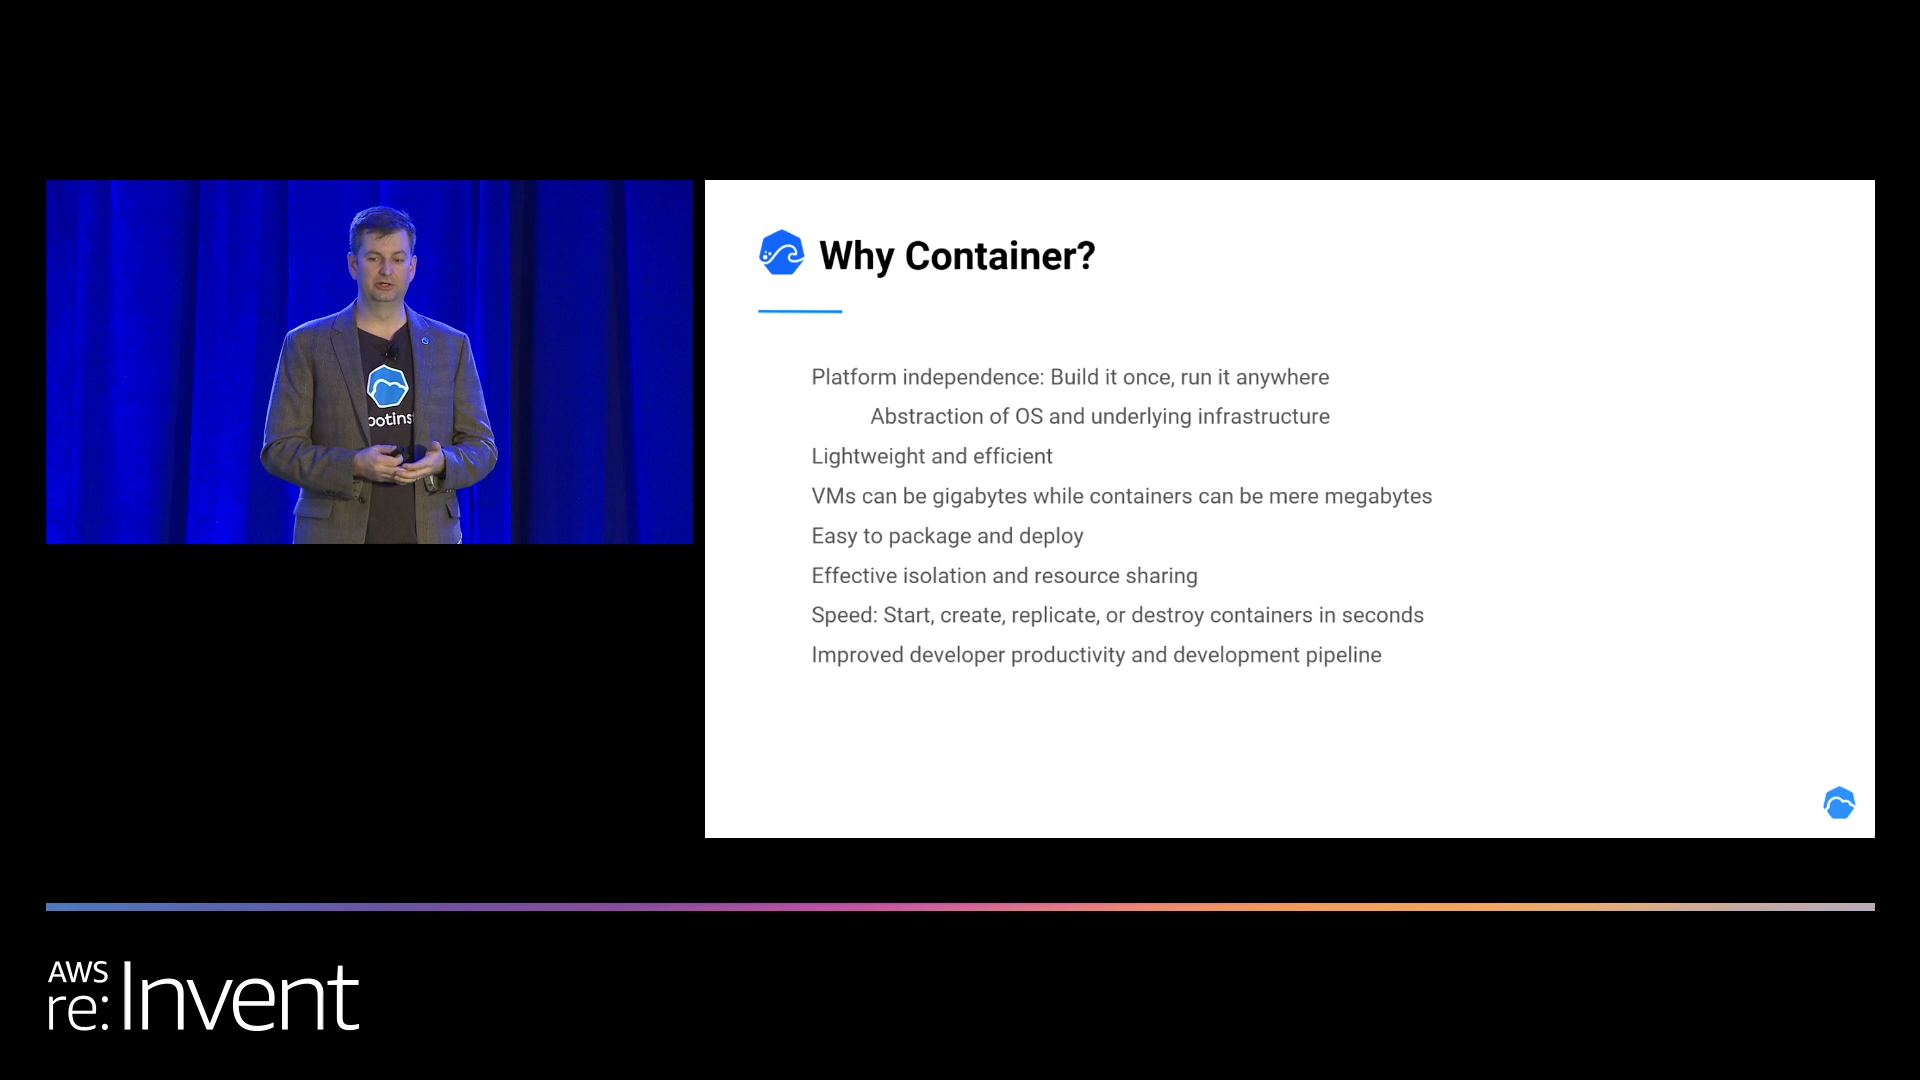 Why Container?
Platform independence: Build it once, run it anywhere
Abstraction of OS and underlying infrastructure
Lightweight and efficient
VMs can be gigabytes while containers can be mere megabytes
Easy to package and deploy
Effective isolation and resource sharing
Speed: Start, create, replicate, or destroy containers in seconds
Improved developer productivity and development pipeline
potins
AWS
re:Invent